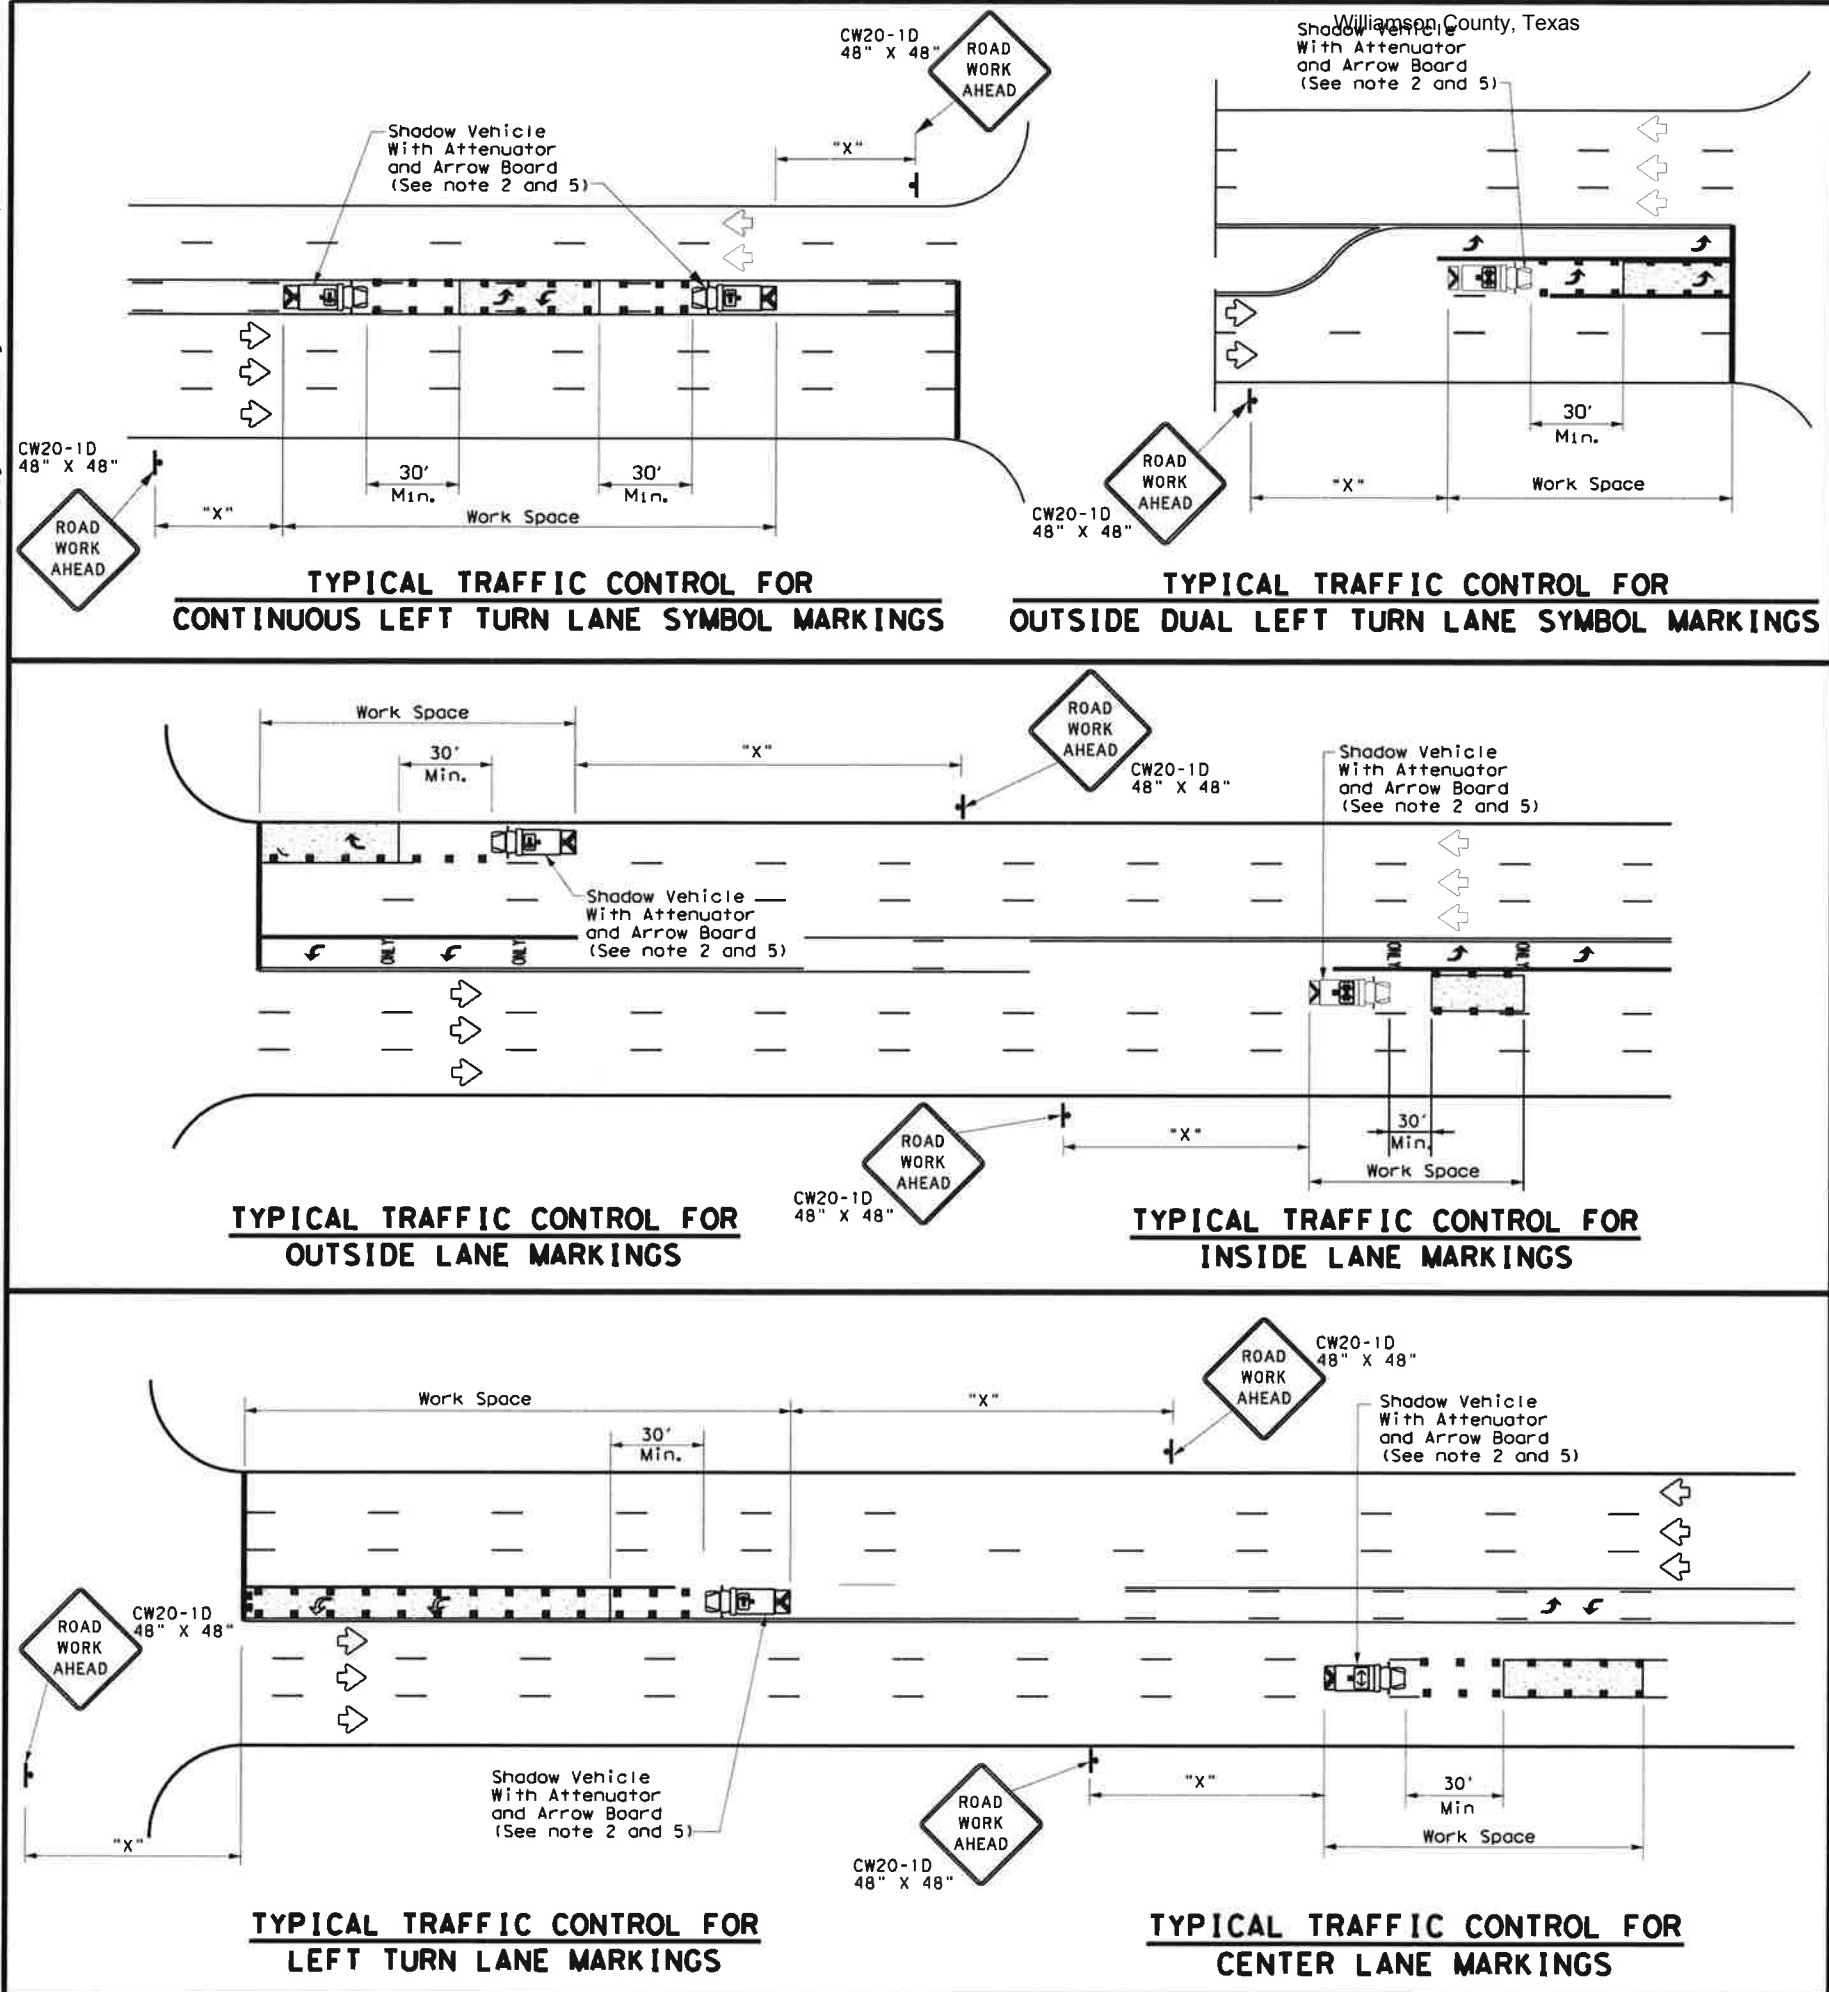 Williamson County, Texas
CW20-1D
48" X 48"
ROAD
WORK
AHEAD
Shadow Vehicle
With Attenuator
and Arrow Board
(See note 2 and 5)
"X"
CW20-1D
48" X 48"
ROAD
WORK
AHEAD
"X"
30'
Min.
30'
Min.
Work Space
TYPICAL TRAFFIC CONTROL FOR
CONTINUOUS LEFT TURN LANE SYMBOL MARKINGS
Shadow Vehicle
With Attenuator
and Arrow Board
(See note 2 and 5)
30'
Min.
ROAD
WORK
AHEAD
CW20-1D
48" X 48"
"X"
Work Space
TYPICAL TRAFFIC CONTROL FOR
OUTSIDE DUAL LEFT TURN LANE SYMBOL MARKINGS
Work Space
30'
Min.
"X"
ROAD
WORK
AHEAD
CW20-1D
48" X 48"
Shadow Vehicle
With Attenuator
and Arrow Board
(See note 2 and 5)
ONLY
ONLY
TYPICAL TRAFFIC CONTROL FOR
OUTSIDE LANE MARKINGS
Shadow Vehicle
With Attenuator
and Arrow Board
(See note 2 and 5)
ONLY
ONLY
ROAD
WORK
AHEAD
CW20-1D
48" X 48"
"X"
30'
Min.
Work Space
TYPICAL TRAFFIC CONTROL FOR
INSIDE LANE MARKINGS
Work Space
30'
Min.
"X"
ROAD
WORK
AHEAD
CW20-1D
48" X 48"
ROAD
WORK
AHEAD
CW20-1D
48" X 48"
"X"
Shadow Vehicle
With Attenuator
and Arrow Board
(See note 2 and 5)
TYPICAL TRAFFIC CONTROL FOR
LEFT TURN LANE MARKINGS
Shadow Vehicle
With Attenuator
and Arrow Board
(See note 2 and 5)
ROAD
WORK
AHEAD
CW20-1D
48" X 48"
"X"
30'
Min
Work Space
TYPICAL TRAFFIC CONTROL FOR
CENTER LANE MARKINGS